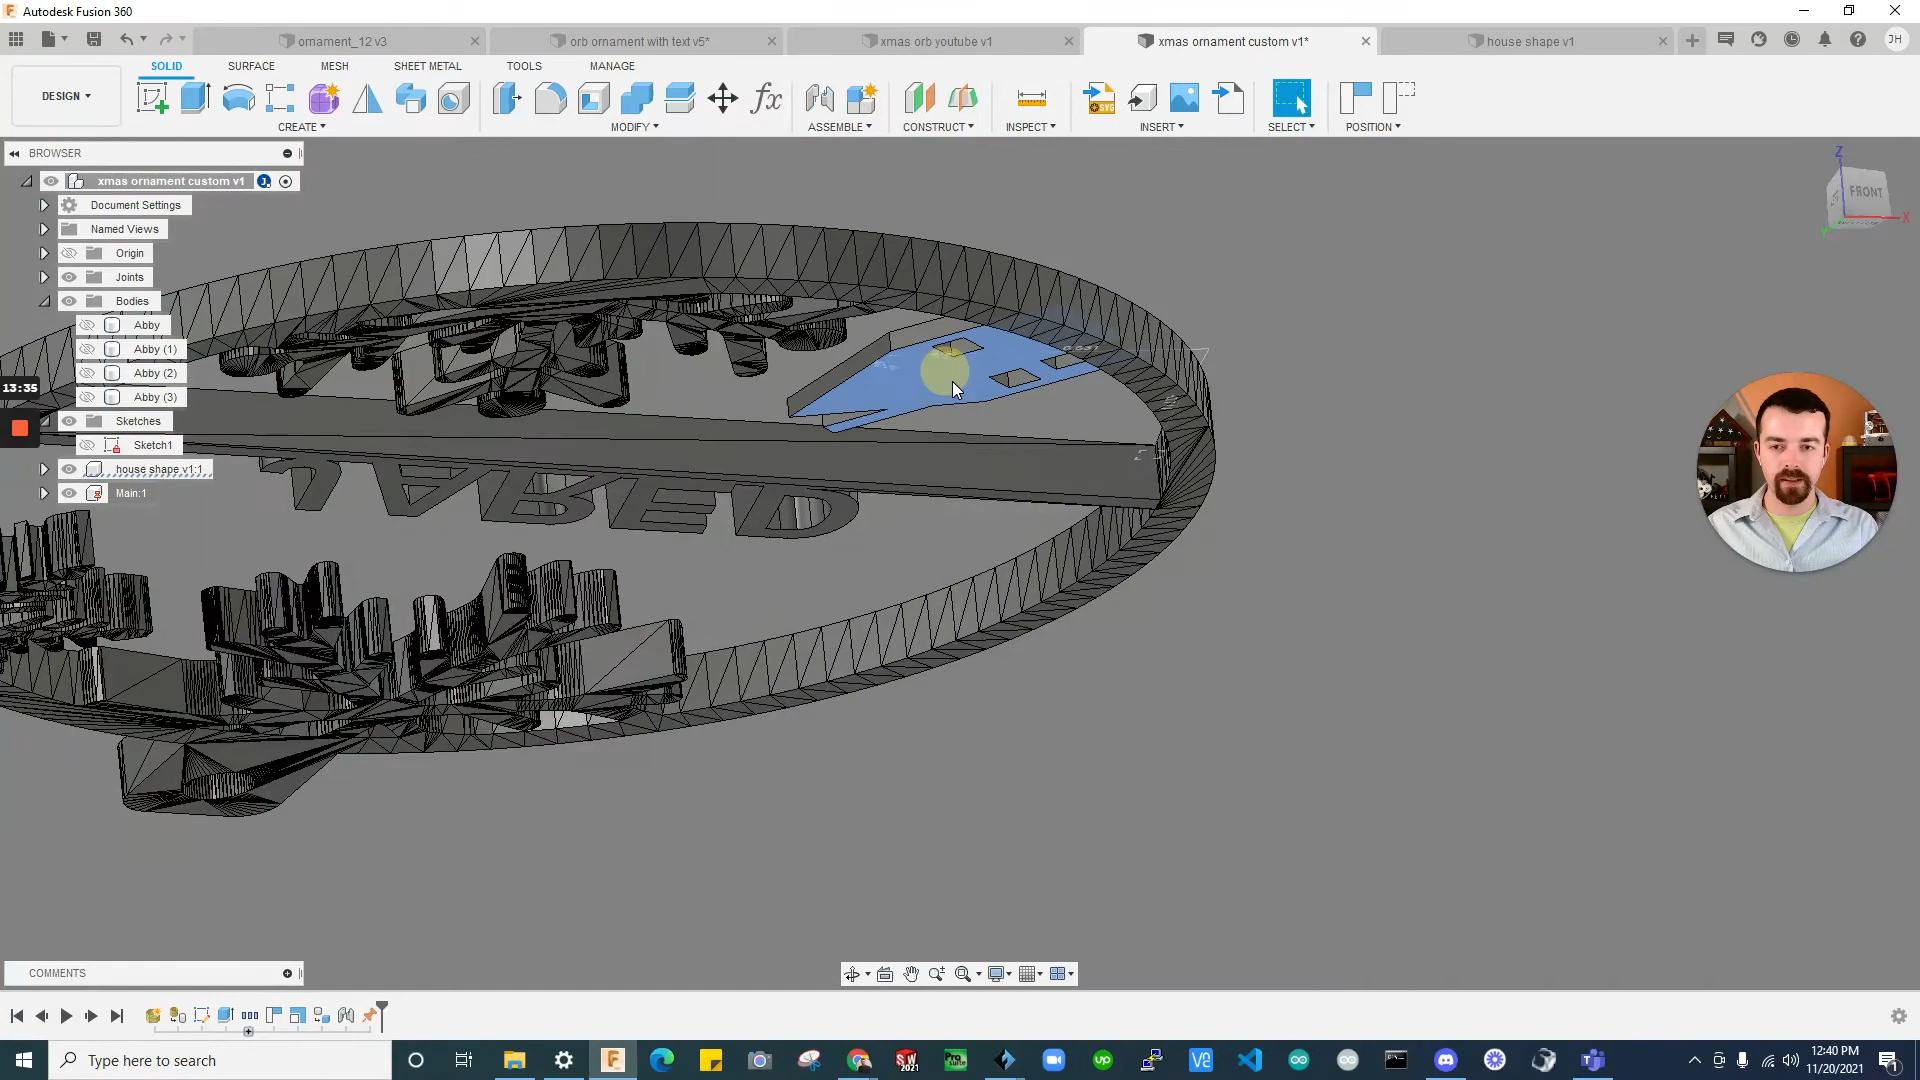 Autodesk Fusion 360
ornament_12 v3
orb ornament with text v5*
xmas orb youtube v1
xmas ornament custom v1*
house shape v1
JH
DESIGN
SOLID
SURFACE
MESH
SHEET METAL
TOOLS
MANAGE
CREATE
MODIFY
ASSEMBLE
CONSTRUCT
INSPECT
INSERT
SELECT
POSITION
BROWSER
xmas ornament custom v1
Document Settings
Named Views
Origin
Joints
Bodies
Abby
Abby (1)
Abby (2)
Abby (3)
Sketches
Sketch1
house shape v1:1
Main:1
13:35
Z
FRONT
X
Y
COMMENTS
Type here to search
12:40 PM
11/20/2021